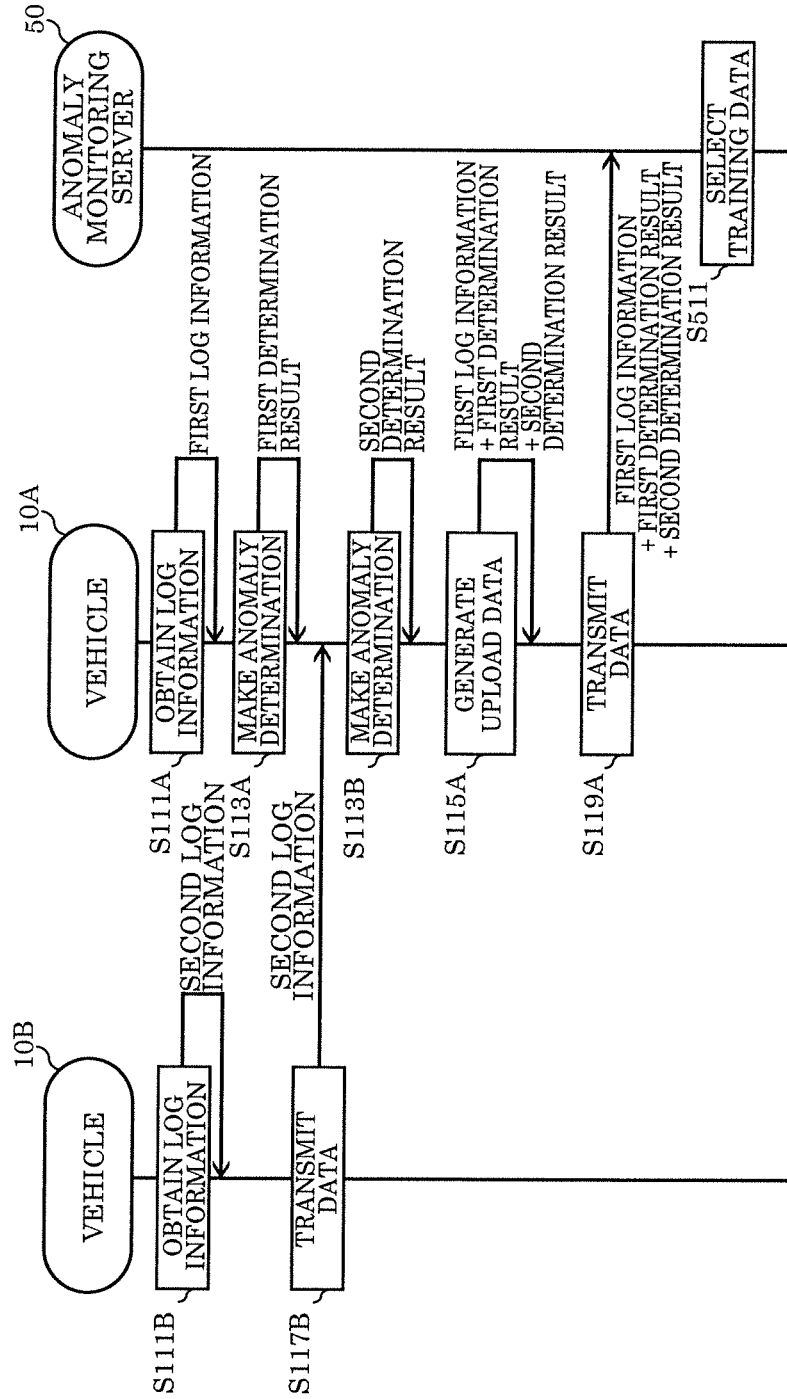 10B
VEHICLE
10A
VEHICLE
50
ANOMALY
MONITORING
SERVER
S111B
OBTAIN LOG
INFORMATION
SECOND LOG
INFORMATION
S111A
OBTAIN LOG
INFORMATION
FIRST LOG INFORMATION
S113A
MAKE ANOMALY
DETERMINATION
FIRST DETERMINATION
RESULT
S117B
TRANSMIT
DATA
SECOND LOG
INFORMATION
S113B
MAKE ANOMALY
DETERMINATION
SECOND
DETERMINATION
RESULT
S115A
GENERATE
UPLOAD DATA
FIRST LOG INFORMATION
+ FIRST DETERMINATION
RESULT
+ SECOND
DETERMINATION RESULT
S119A
TRANSMIT
DATA
FIRST LOG INFORMATION
+ FIRST DETERMINATION RESULT
+ SECOND DETERMINATION RESULT
S511
SELECT
TRAINING DATA